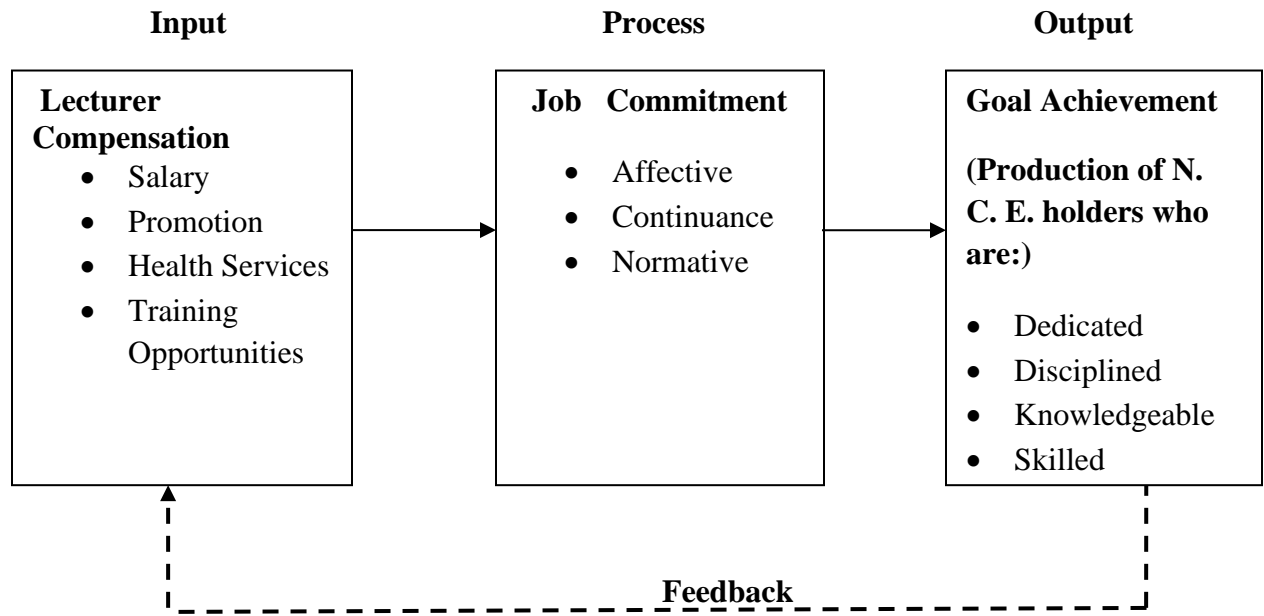 Input
Process
Output
Lecturer
Compensation
• Salary
• Promotion
• Health Services
• Training
Opportunities
Job Commitment
• Affective
• Continuance
• Normative
Goal Achievement
(Production of N.
C. E. holders who
are:)
• Dedicated
• Disciplined
• Knowledgeable
• Skilled
Feedback